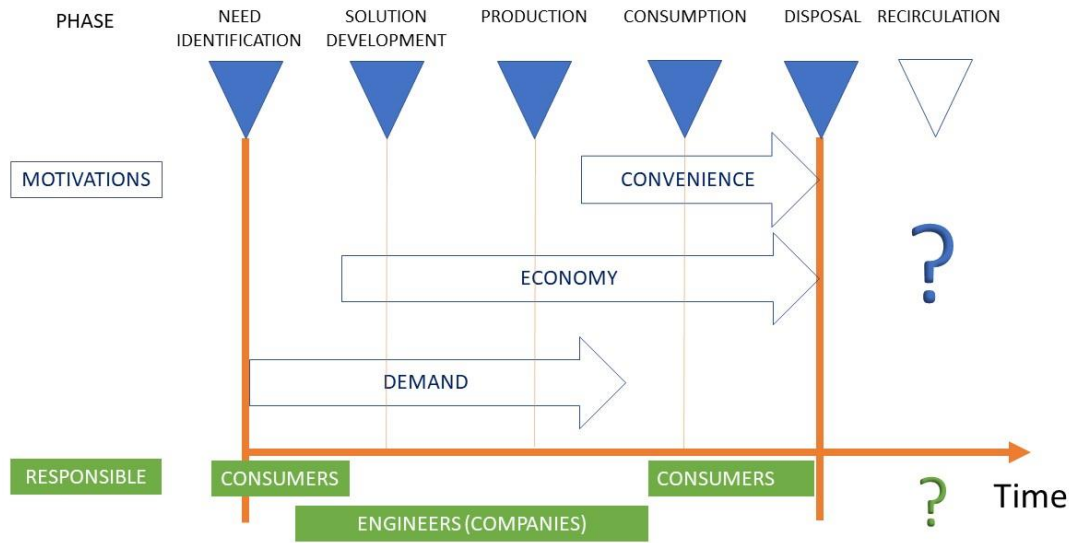 PHASE
NEED
IDENTIFICATION
SOLUTION
DEVELOPMENT
PRODUCTION
CONSUMPTION
DISPOSAL
RECIRCULATION
MOTIVATIONS
CONVENIENCE
ECONOMY
?
DEMAND
RESPONSIBLE
CONSUMERS
CONSUMERS
?
Time
ENGINEERS (COMPANIES)